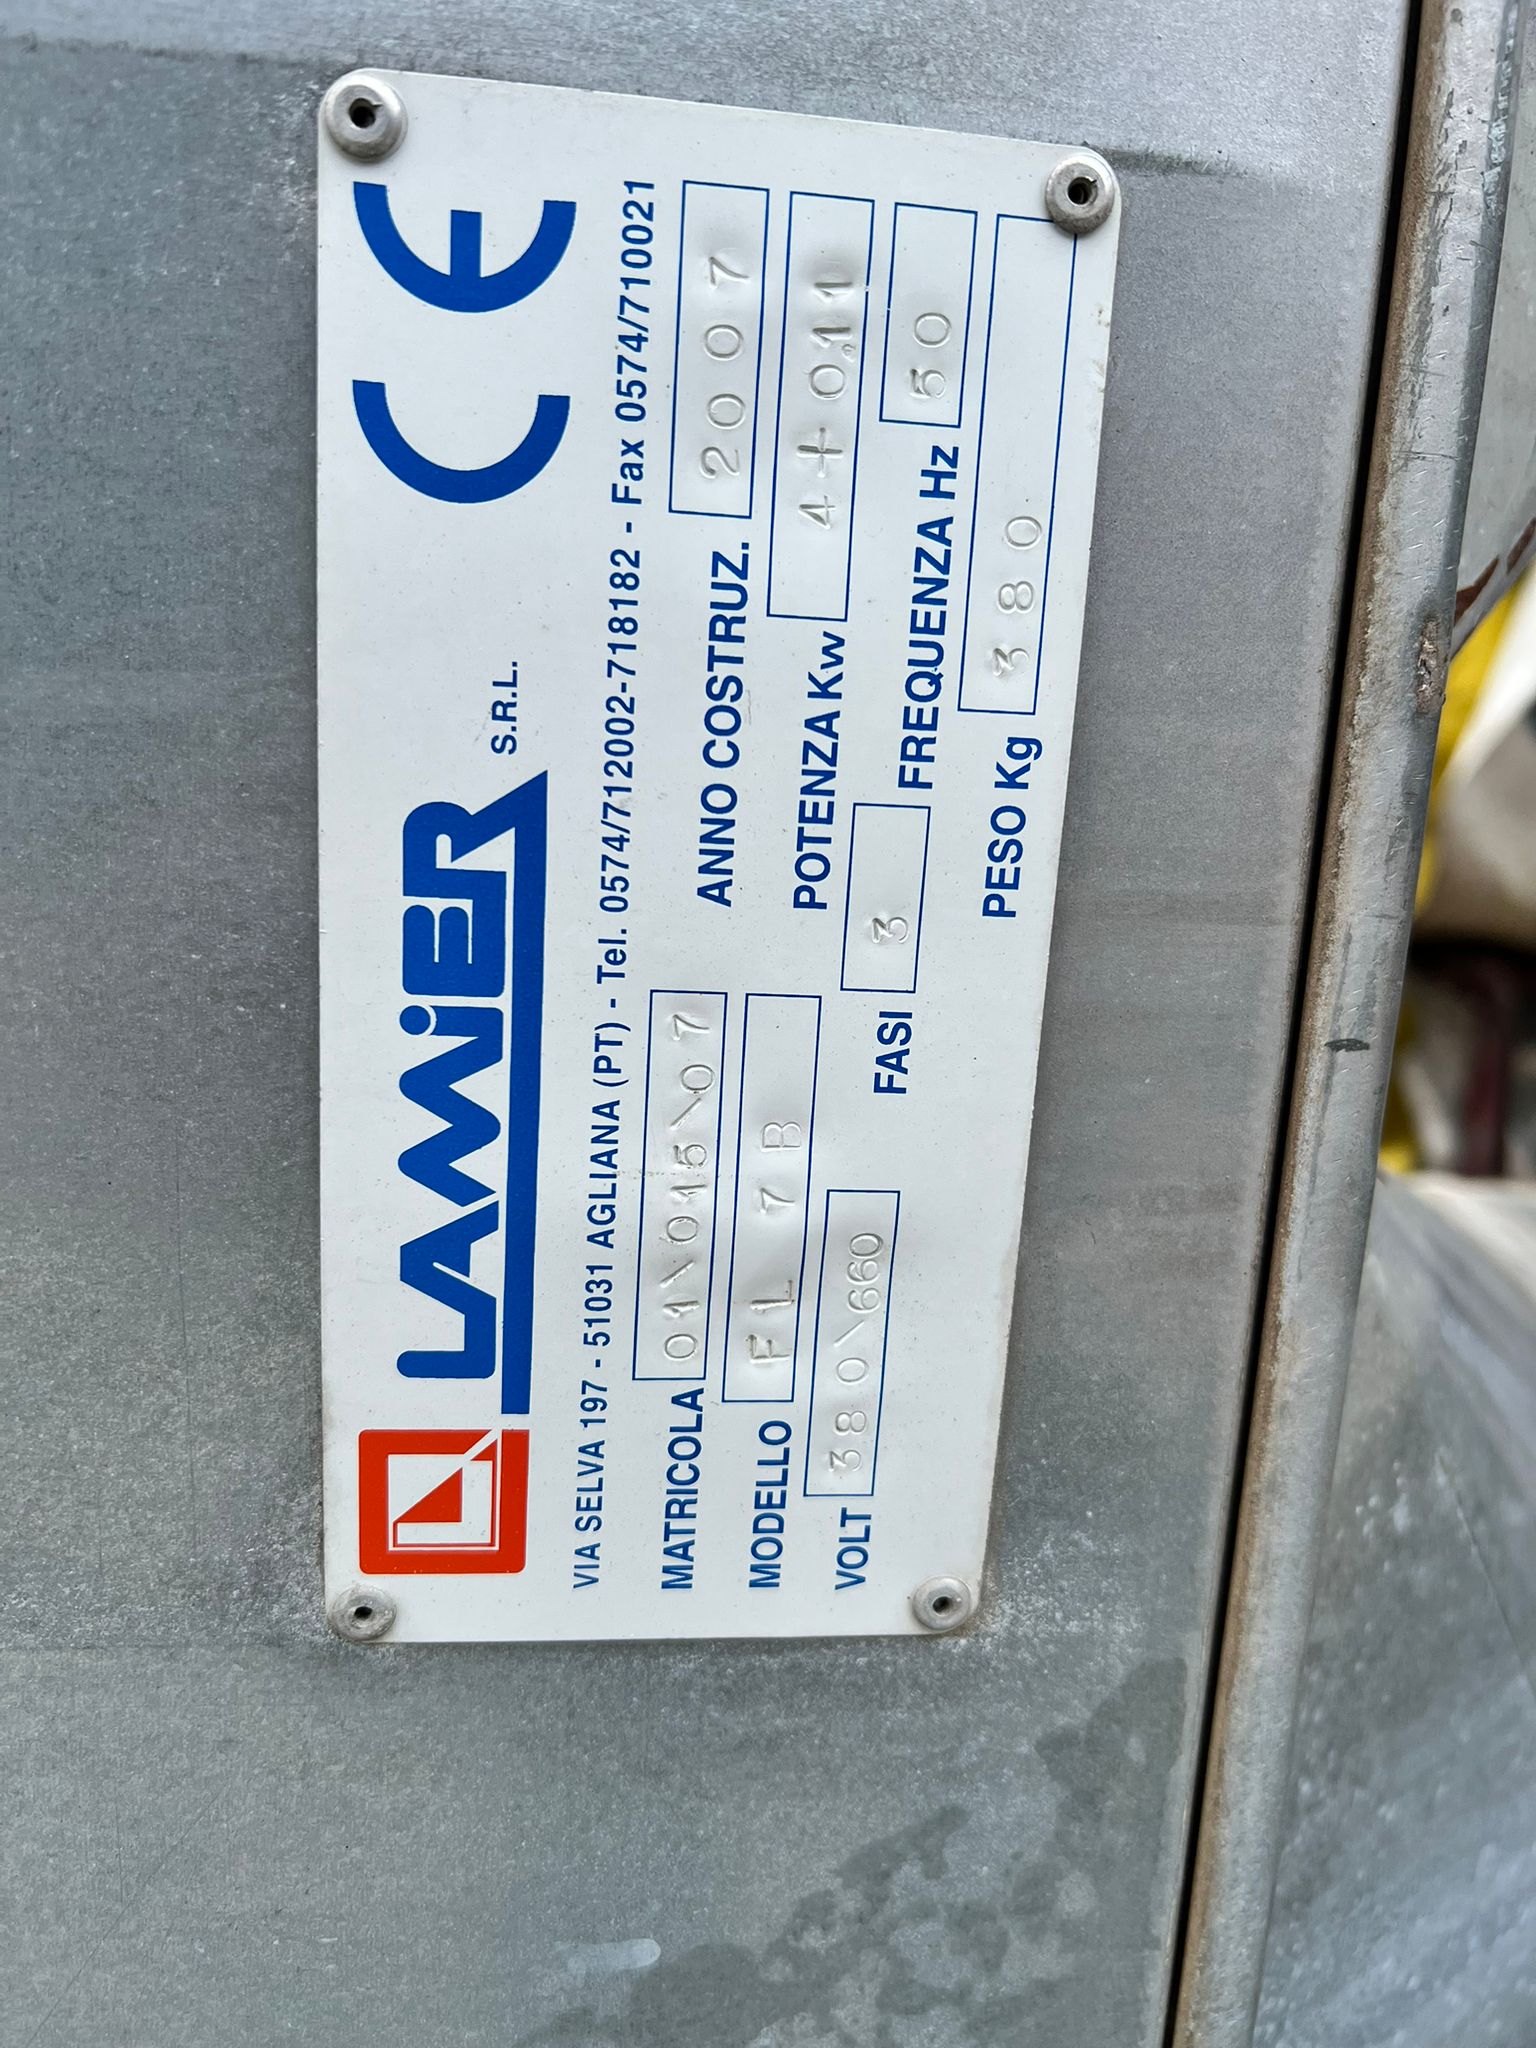 LAMIER S.R.L. CE
VIA SELVA 197 - 51031 AGLIANA (PT) - Tel. 0574/712002-718182 - Fax 0574/710021
MATRICOLA 01\015\07 ANNO COSTRUZ. 2007
MODELLO FL 7 B POTENZA Kw 4+0,11
VOLT 380\660 FASI 3 FREQUENZA Hz 50
PESO Kg 380